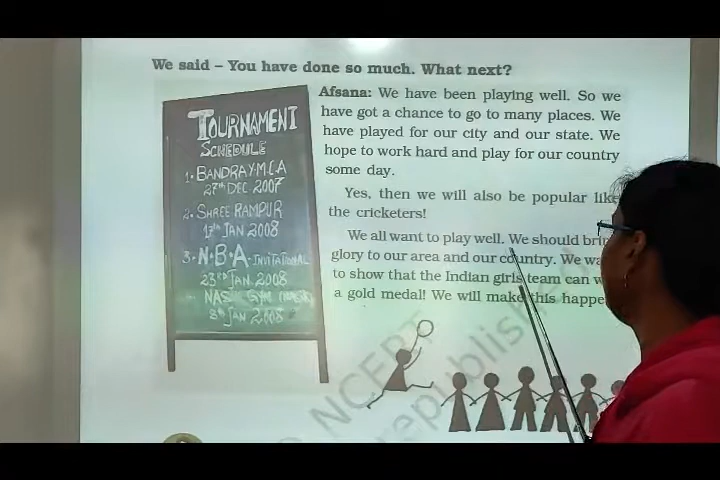 We said – You have done so much. What next?
TOURNAMENT
SCHEDULE
1. BANDRA Y.M.C.A
27th DEC 2007
2. SHREE RAMPUR
17th JAN 2008
3. N.B.A. INVITATIONAL
23rd JAN 2008
GYM
8th JAN 2008
Afsana: We have been playing well. So we
have got a chance to go to many places. We
have played for our city and our state. We
hope to work hard and play for our country
some day.
Yes, then we will also be popular like
the cricketers!
We all want to play well. We should
glory to our area and our country. We
to show that the Indian girls team can
a gold medal! We will make this
NCERT
republished